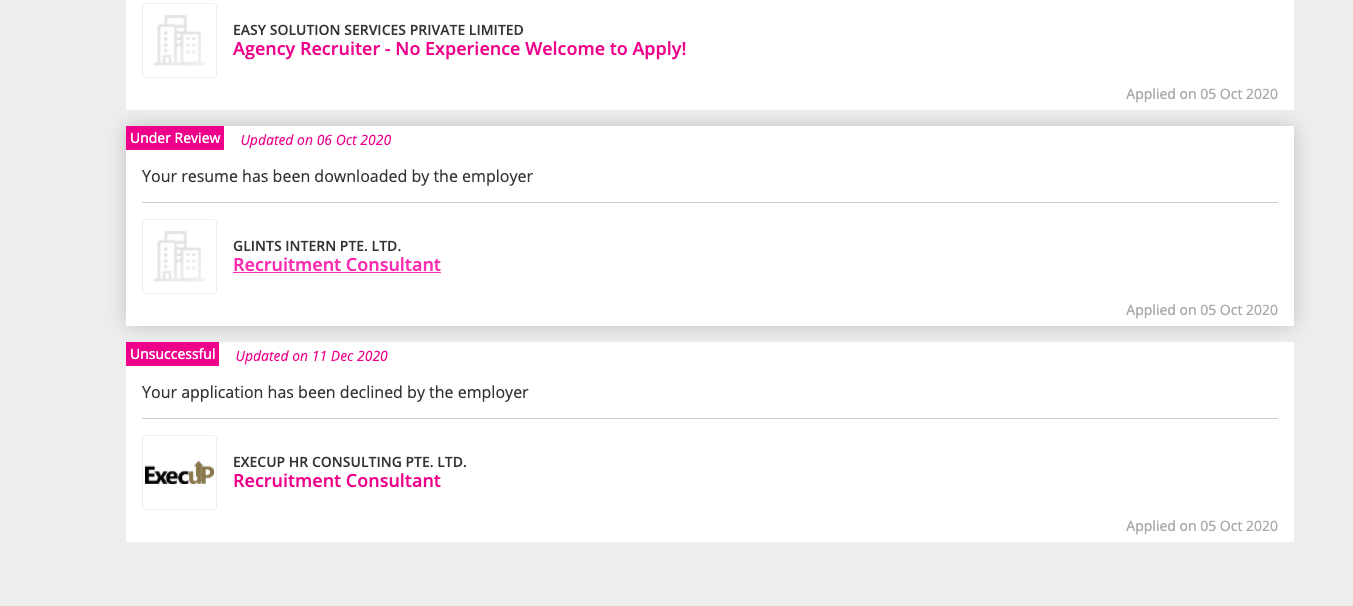 EASY SOLUTION SERVICES PRIVATE LIMITED
Agency Recruiter - No Experience Welcome to Apply!
Applied on 05 Oct 2020
Under Review Updated on 06 Oct 2020
Your resume has been downloaded by the employer
GLINTS INTERN PTE. LTD.
Recruitment Consultant
Applied on 05 Oct 2020
Unsuccessful Updated on 11 Dec 2020
Your application has been declined by the employer
ExecUP
EXECUP HR CONSULTING PTE. LTD.
Recruitment Consultant
Applied on 05 Oct 2020